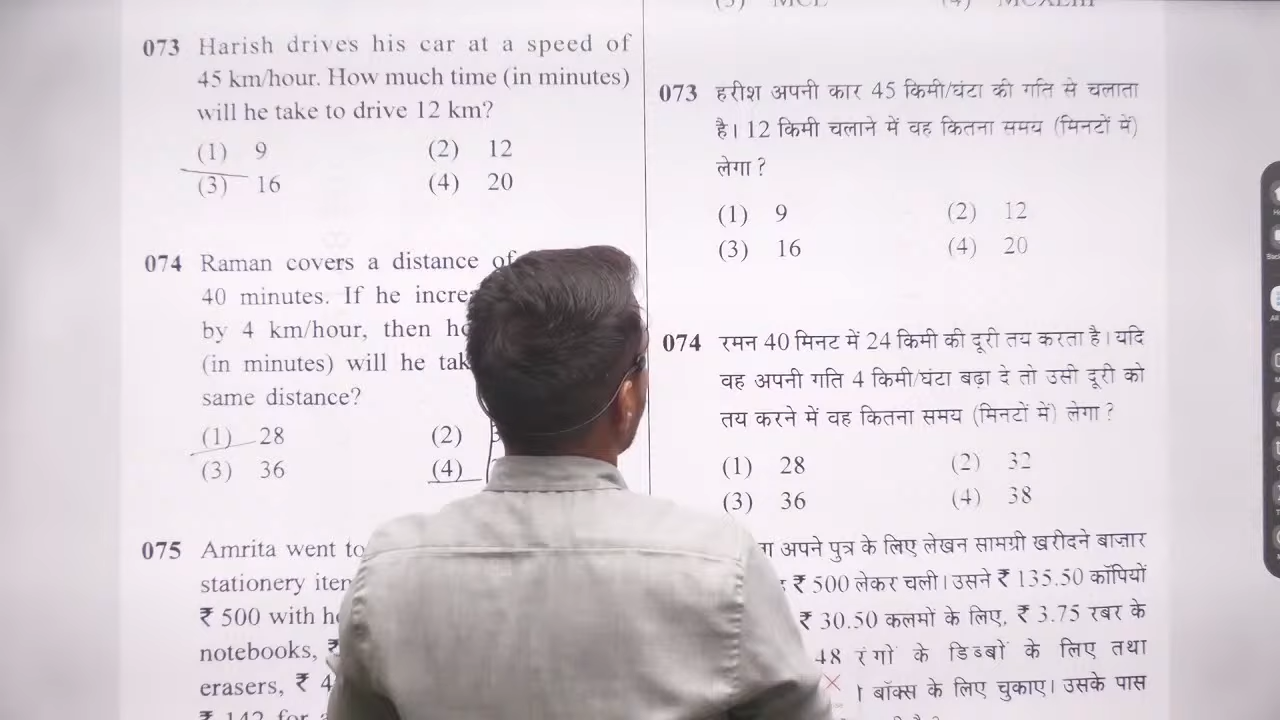 073 Harish drives his car at a speed of
45 km/hour. How much time (in minutes)
will he take to drive 12 km?
(1) 9 (2) 12
(3) 16 (4) 20
074 Raman covers a distance of
40 minutes. If he
by 4 km/hour, then
(in minutes) will he
same distance?
(1) 28 (2)
(3) 36 (4)
075 Amrita went to
stationery
₹ 500 with
notebooks, ₹
erasers, ₹ 4
₹ 142 for
073 हरीश अपनी कार 45 किमी/घंटा की गति से चलाता
है। 12 किमी चलाने में वह कितना समय (मिनटों में)
लेगा ?
(1) 9 (2) 12
(3) 16 (4) 20
074 रमन 40 मिनट में 24 किमी की दूरी तय करता है। यदि
वह अपनी गति 4 किमी/घंटा बढ़ा दे तो उसी दूरी को
तय करने में वह कितना समय (मिनटों में) लेगा ?
(1) 28 (2) 32
(3) 36 (4) 38
अपने पुत्र के लिए लेखन सामग्री खरीदने बाज़ार
₹ 500 लेकर चली। उसने ₹ 135.50 कॉपियों
₹ 30.50 कलमों के लिए, ₹ 3.75 रबर के
48 रंगों के डिब्बों के लिए तथा
बॉक्स के लिए चुकाए। उसके पास